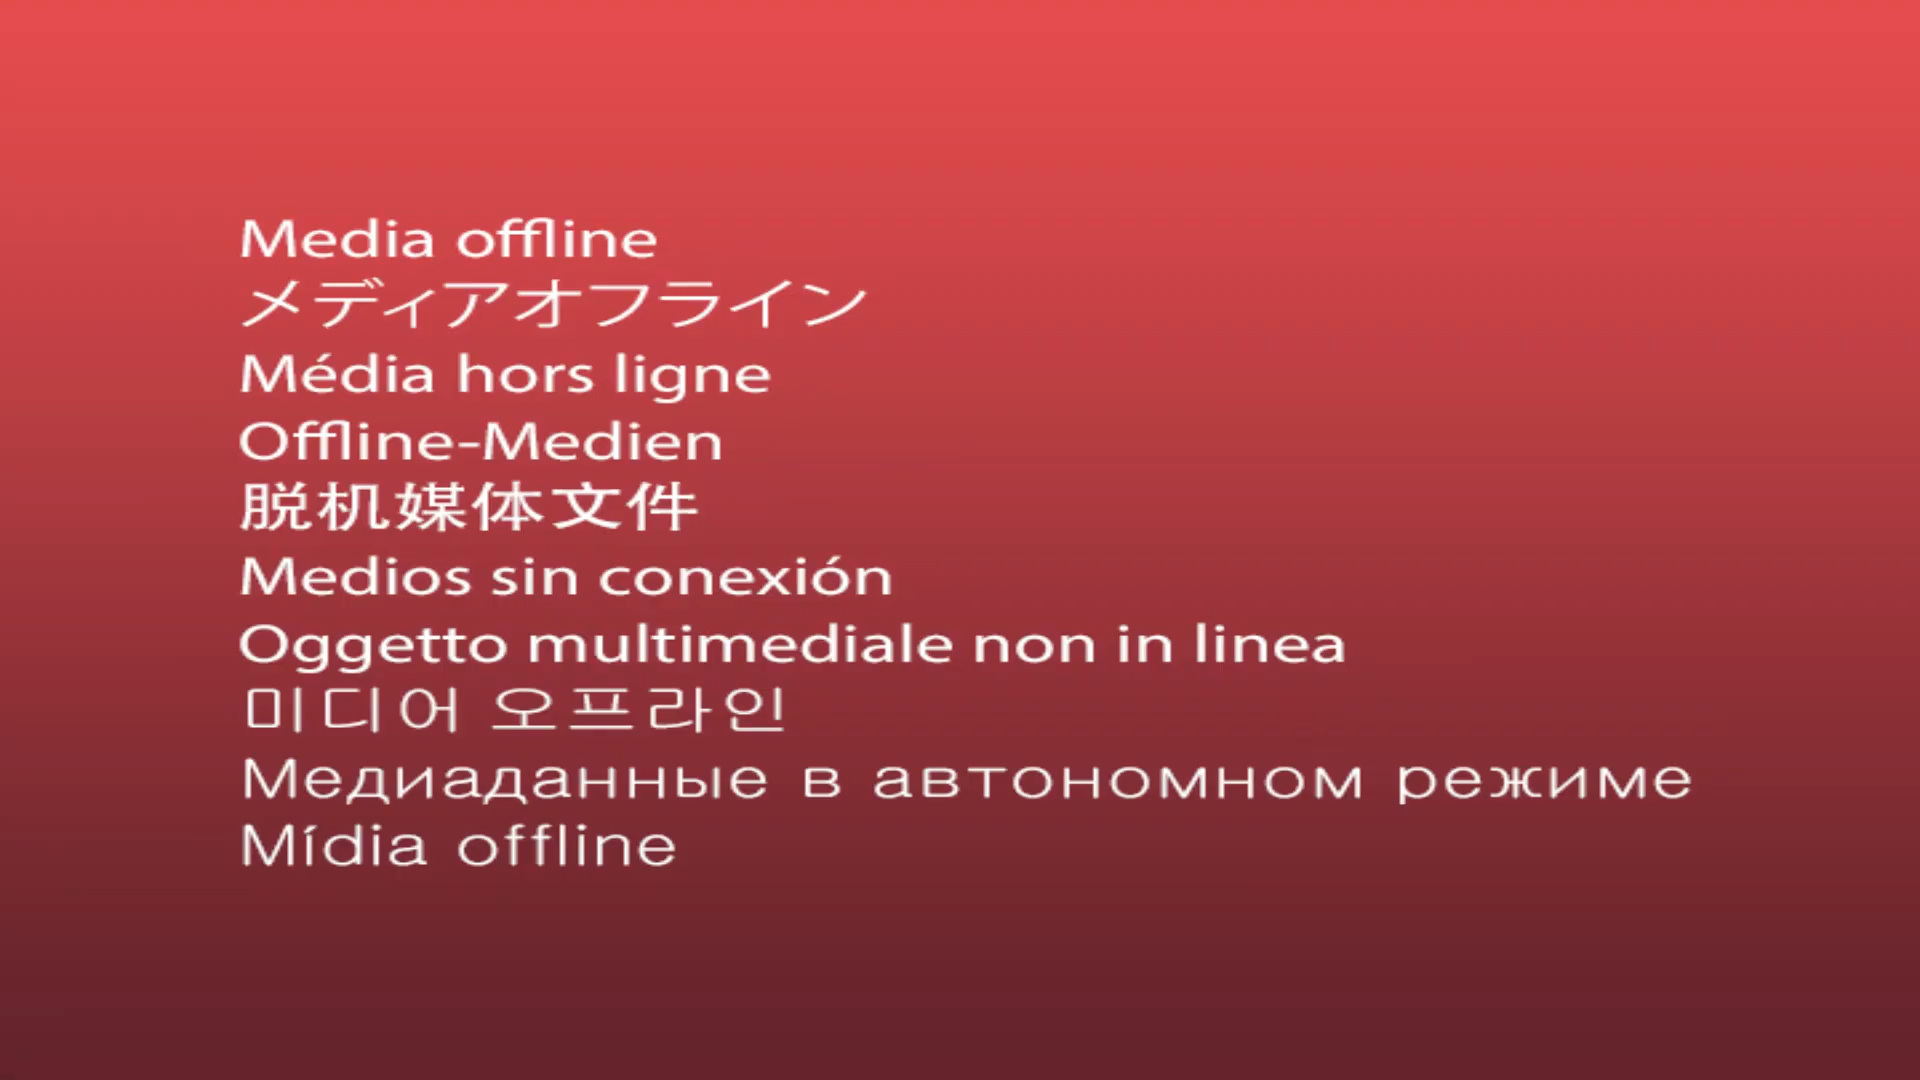 Media offline
メディアオフライン
Média hors ligne
Offline-Medien
脱机媒体文件
Medios sin conexión
Oggetto multimediale non in linea
미디어 오프라인
Медиаданные в автономном режиме
Mídia offline